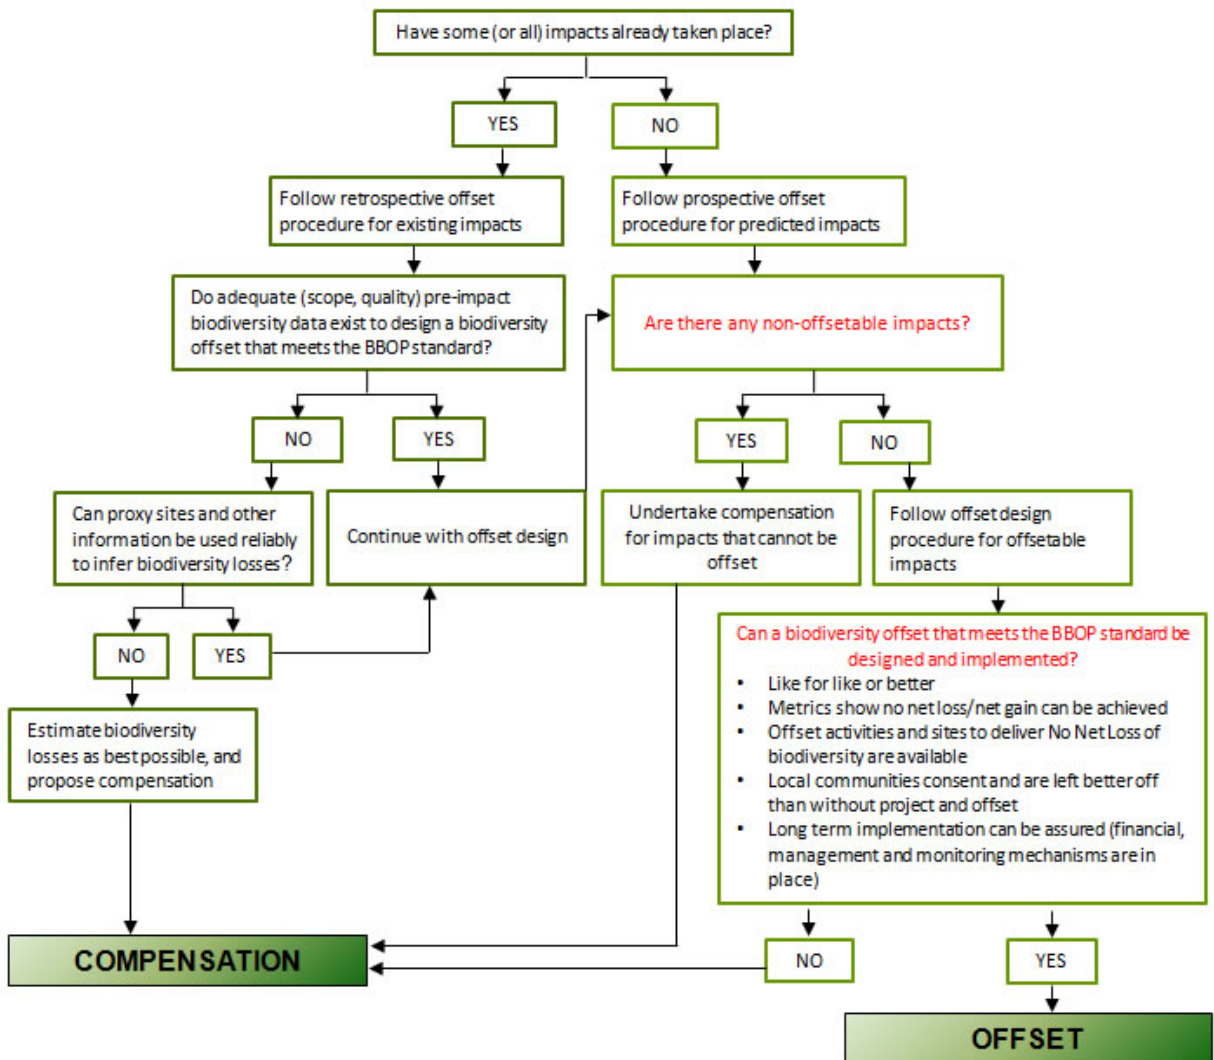 Have some (or all) impacts already taken place?
YES
NO
Follow retrospective offset
procedure for existing impacts
Follow prospective offset
procedure for predicted impacts
Do adequate (scope, quality) pre-impact
biodiversity data exist to design a biodiversity
offset that meets the BBOP standard?
Are there any non-offsetable impacts?
NO
YES
YES
NO
Can proxy sites and other
information be used reliably
to infer biodiversity losses?
Continue with offset design
Undertake compensation
for impacts that cannot be
offset
Follow offset design
procedure for offsetable
impacts
NO
YES
Can a biodiversity offset that meets the BBOP standard be
designed and implemented?
• Like for like or better
• Metrics show no net loss/net gain can be achieved
• Offset activities and sites to deliver No Net Loss of
biodiversity are available
• Local communities consent and are left better off
than without project and offset
• Long term implementation can be assured (financial,
management and monitoring mechanisms are in
place)
Estimate biodiversity
losses as best possible, and
propose compensation
COMPENSATION
NO
YES
OFFSET